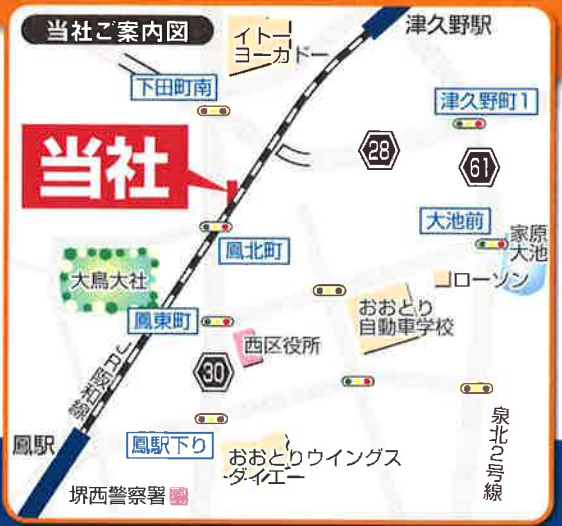 当社ご案内図
イトー
ヨーカドー
津久野駅
下田町南
津久野町1
当社
28
61
大池前
家原
大池
鳳北町
大鳥大社
ローソン
おおとり
自動車学校
鳳東町
西区役所
JR阪和線
30
鳳駅
鳳駅下り
おおとりウイングス
ダイエー
泉北2号線
堺西警察署